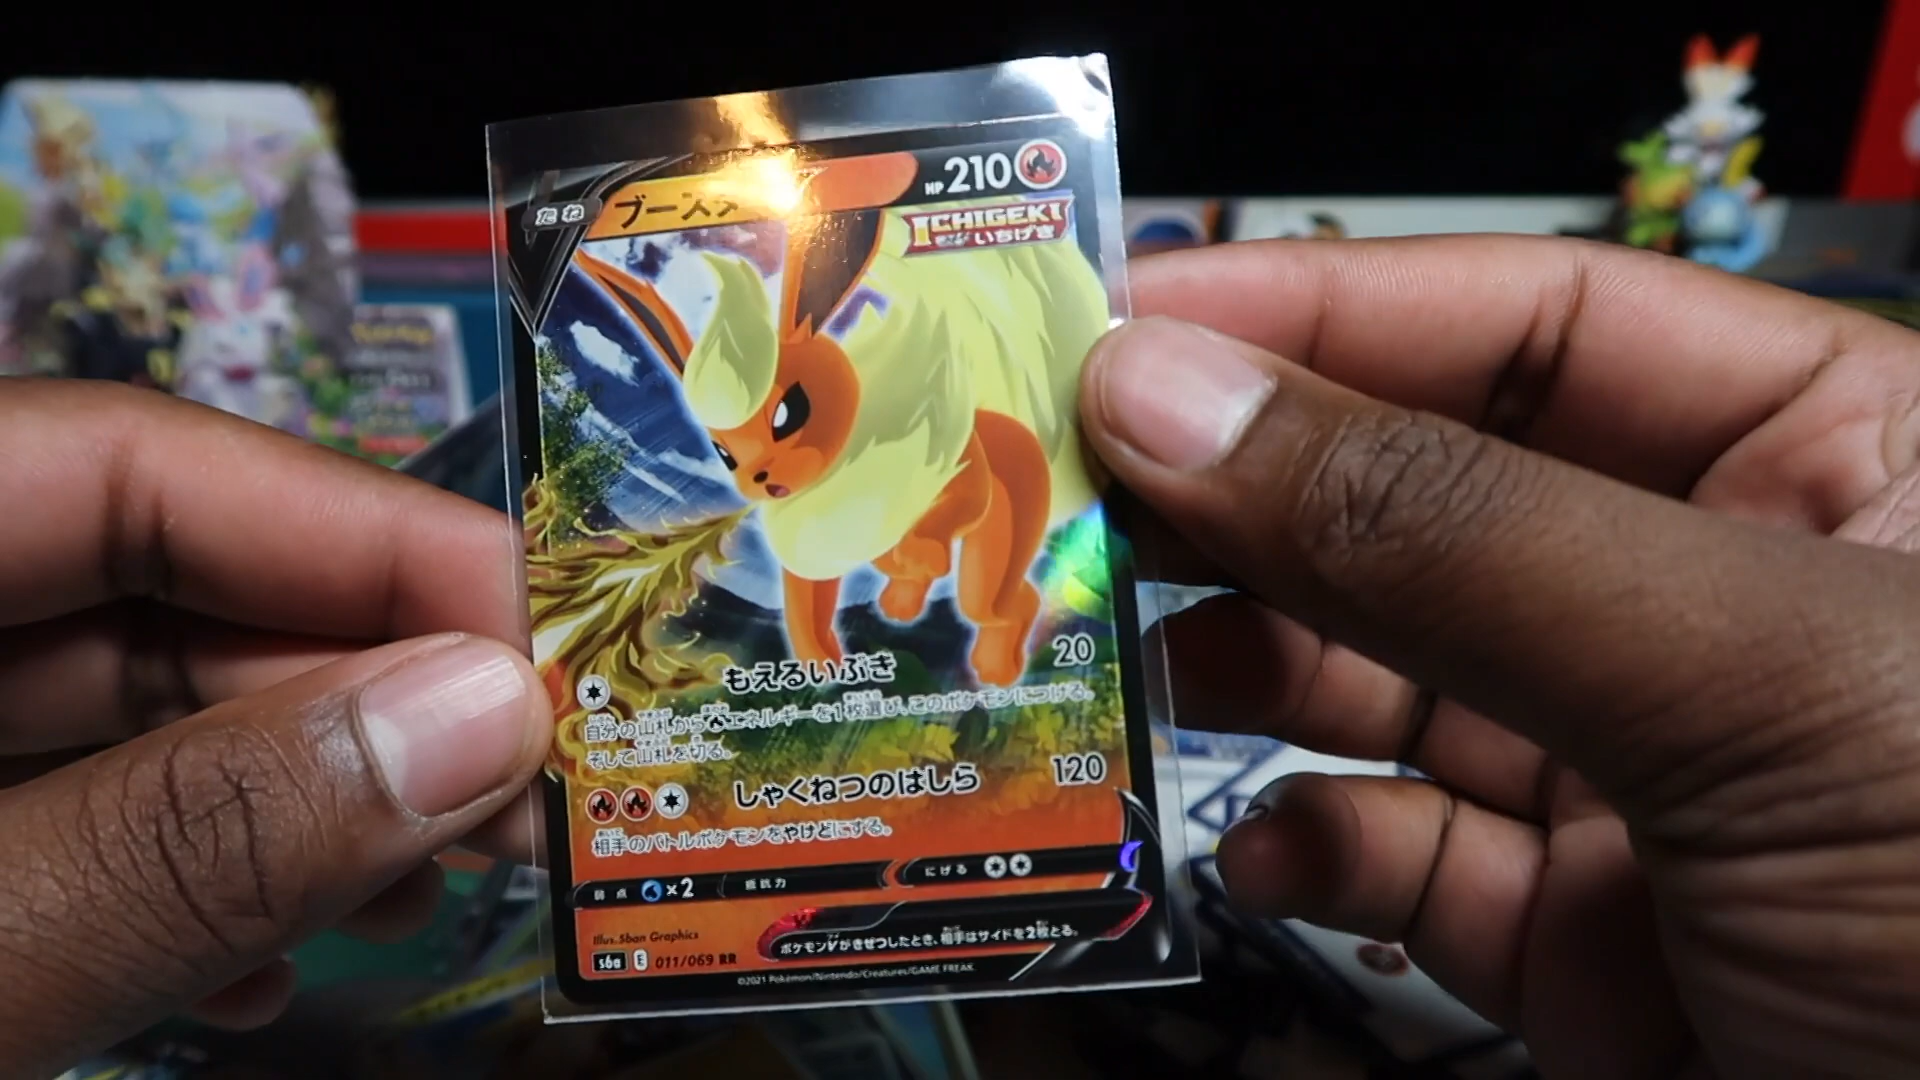 たね
ブースタ
HP 210
ICHIGEKI
いちげき
もえるいぶき 20
自分の山札からエネルギーを1枚選び、このポケモンにつける。
そして山札を切る。
しゃくねつのはしら 120
相手のバトルポケモンをやけどにする。
弱点 ×2 抵抗力 にげる
ポケモンVがきぜつしたとき、相手はサイドを2枚とる。
Illus. 5ban Graphics
s6a E 011/069 RR
©2021 Pokémon/Nintendo/Creatures/GAME FREAK.